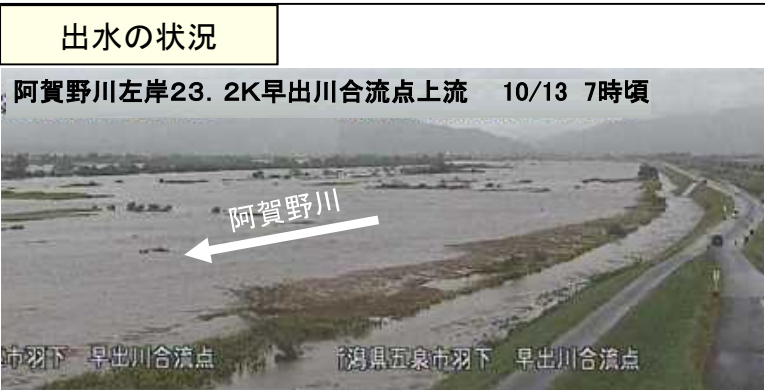 出水の状況
阿賀野川左岸23.2K早出川合流点上流 10/13 7時頃
阿賀野川
市羽下 早出川合流点
潟県五泉市羽下 早出川合流点